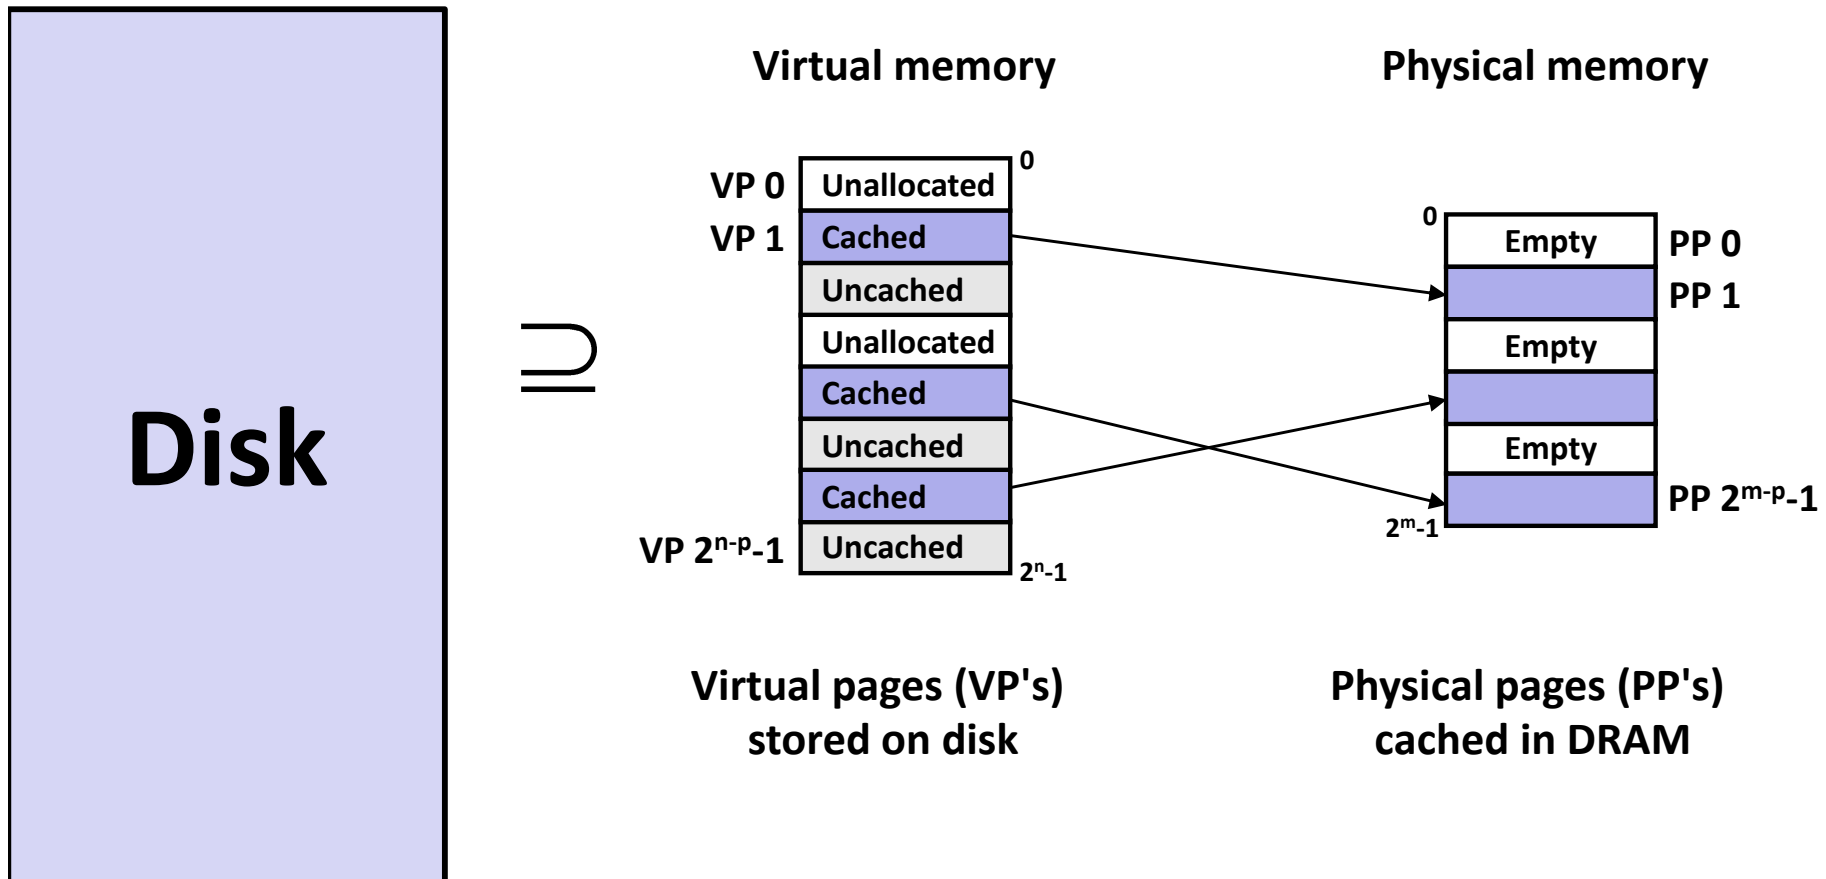 Disk
⊇
Virtual memory
0
VP 0 Unallocated
VP 1 Cached
Uncached
Unallocated
Cached
Uncached
Cached
VP 2^n-p-1 Uncached
2^n-1
Virtual pages (VP's)
stored on disk
Physical memory
0
Empty PP 0
PP 1
Empty
Empty
PP 2^m-p-1
2^m-1
Physical pages (PP's)
cached in DRAM